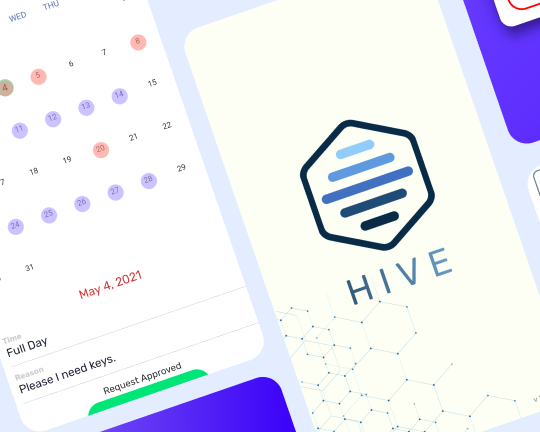 WED THU
4 5 6 7 8
11 12 13 14 15
18 19 20 21 22
24 25 26 27 28 29
31
May 4, 2021
Time
Full Day
Reason
Please I need keys.
Request Approved
HIVE